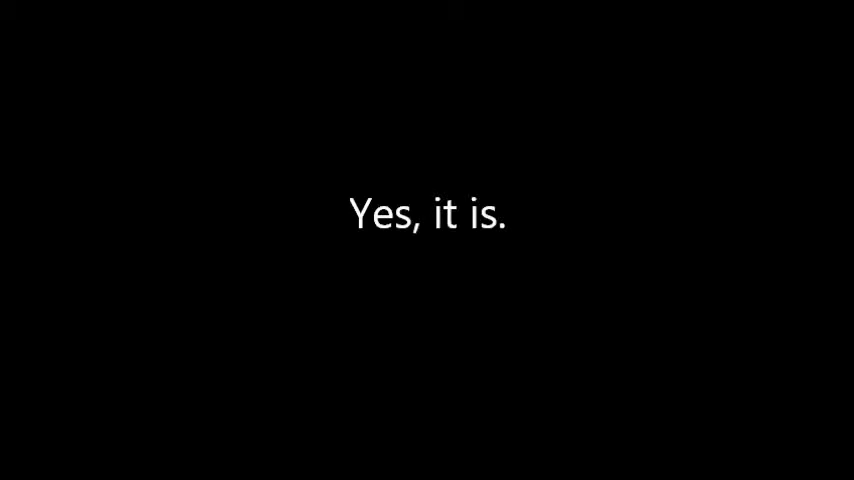 Yes, it is.